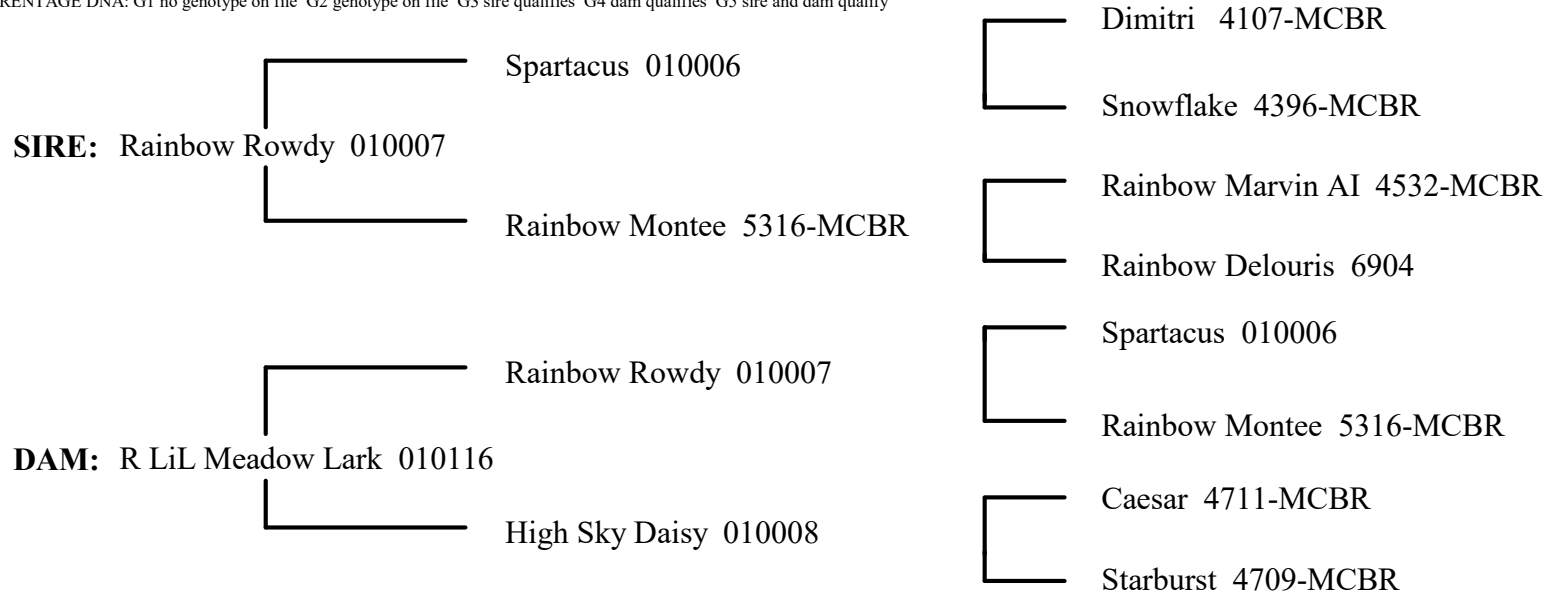 RENTAGE DNA: G1 no genotype on file G2 genotype on file G3 sire qualifies G4 dam qualifies G5 sire and dam qualify
Dimitri 4107-MCBR
Spartacus 010006
Snowflake 4396-MCBR
SIRE: Rainbow Rowdy 010007
Rainbow Marvin AI 4532-MCBR
Rainbow Montee 5316-MCBR
Rainbow Delouris 6904
Spartacus 010006
Rainbow Rowdy 010007
Rainbow Montee 5316-MCBR
DAM: R LiL Meadow Lark 010116
Caesar 4711-MCBR
High Sky Daisy 010008
Starburst 4709-MCBR